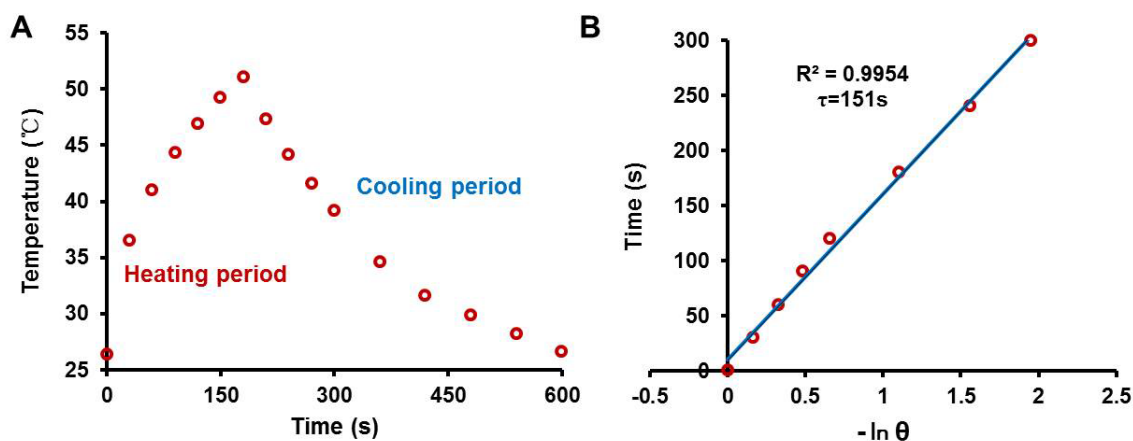 A
Temperature (℃)
55
50
45
40
35
30
25
Heating period
Cooling period
0 150 300 450 600
Time (s)
B
Time (s)
300
250
200
150
100
50
0
R² = 0.9954
τ=151s
-0.5 0 0.5 1 1.5 2 2.5
- ln θ